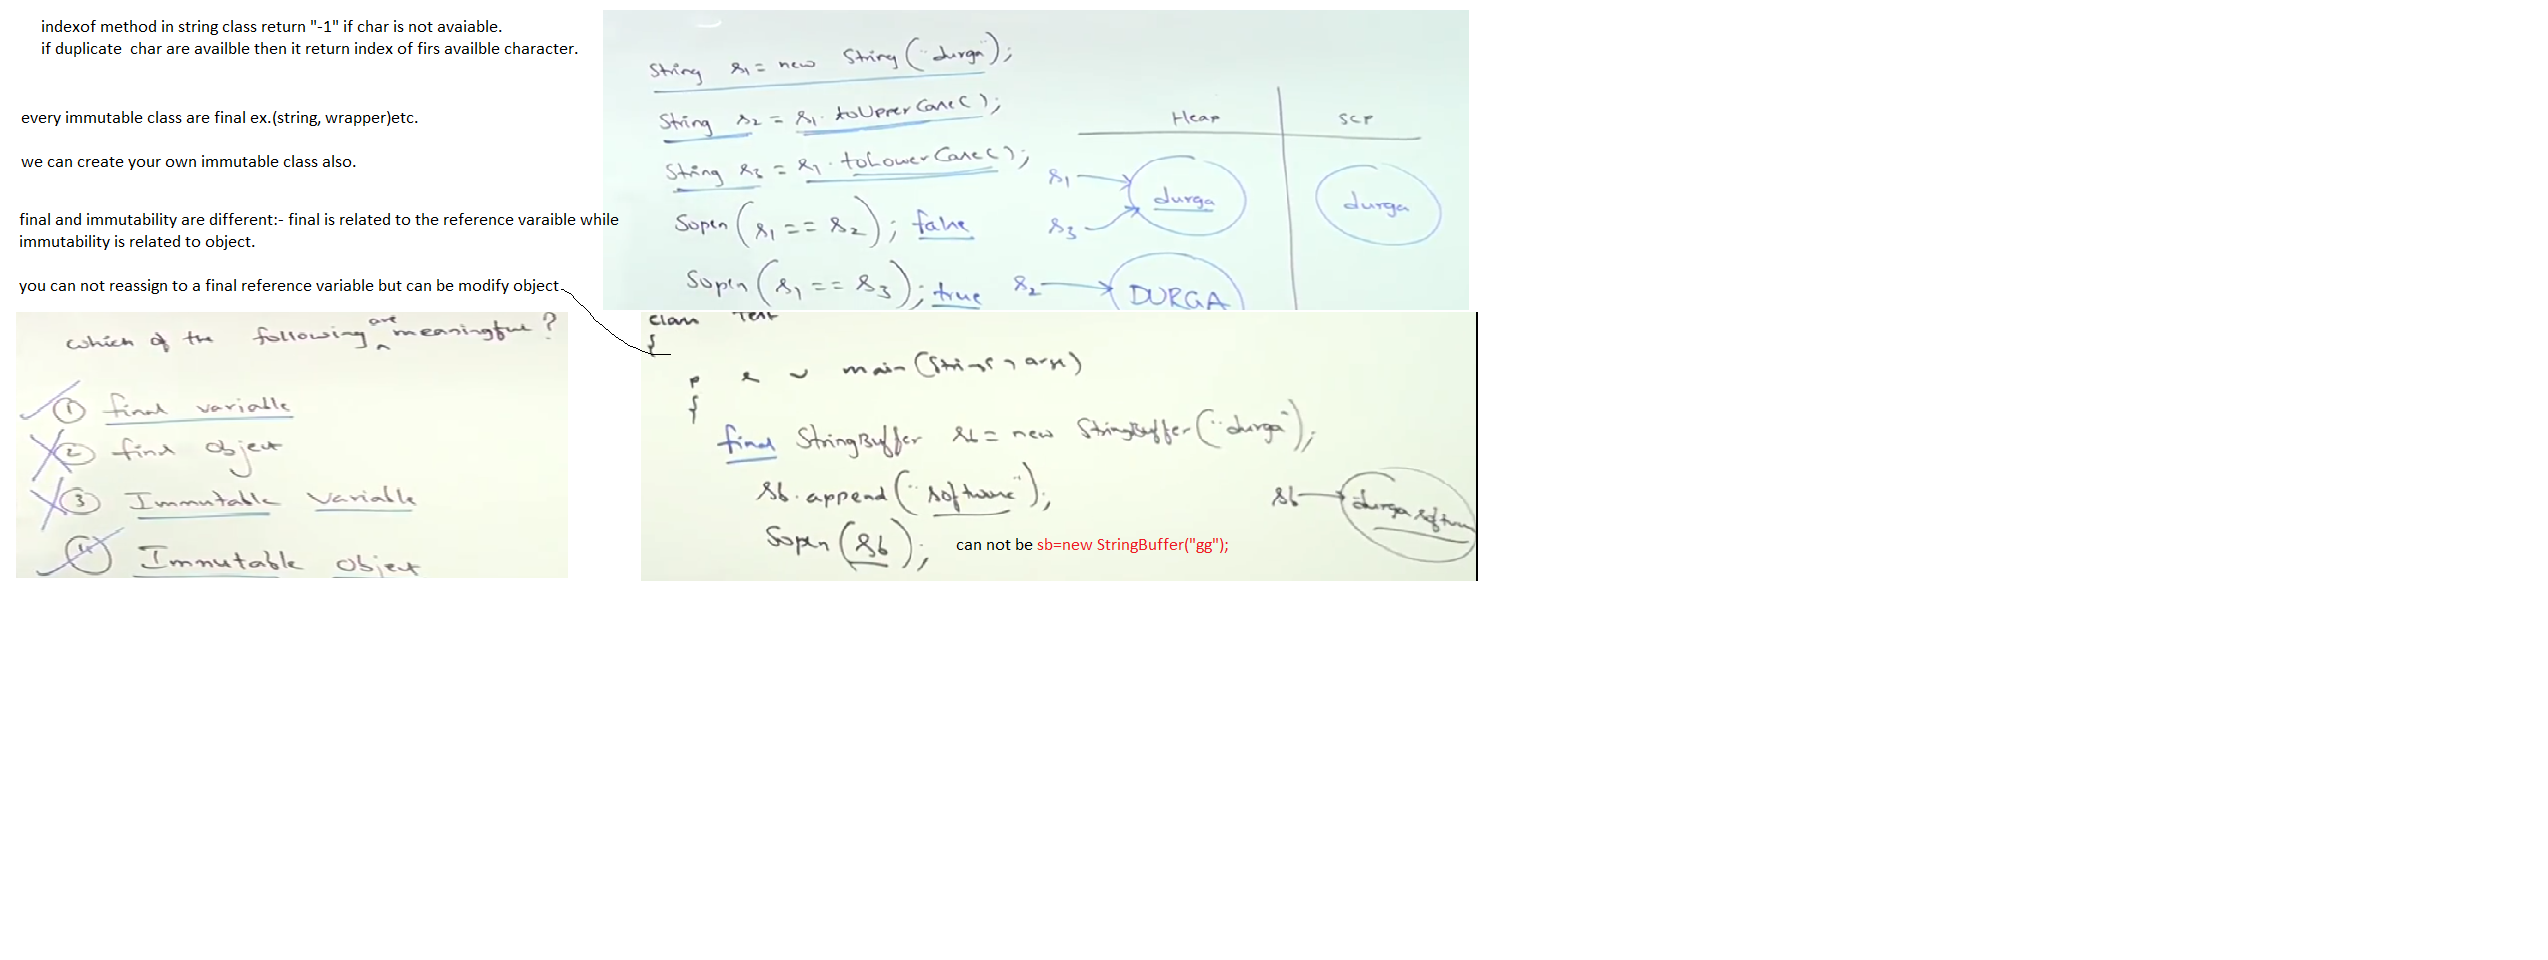 indexof method in string class return "-1" if char is not avaiable.
if duplicate  char are availble then it return index of firs availble character.
every immutable class are final ex.(string, wrapper)etc.
we can create your own immutable class also.
final and immutability are different:- final is related to the reference varaible while
immutability is related to object.
you can not reassign to a final reference variable but can be modify object
String s1 = new String("durga");
String s2 = s1.toUpperCase();
String s3 = s1.toLowerCase();
Sopln(s1 == s2); false
Sopln(s1 == s3); true
Heap
SCP
s1
durga
durga
s3
s2
DURGA
which of the following are meaningful?
① final variable
② final object
③ Immutable variable
④ Immutable object
class Test
{
p s v main(String[] args)
{
final StringBuffer sb = new StringBuffer("durga");
sb.append("software");
sb
durga software
Sopln(sb);
can not be sb=new StringBuffer("gg");